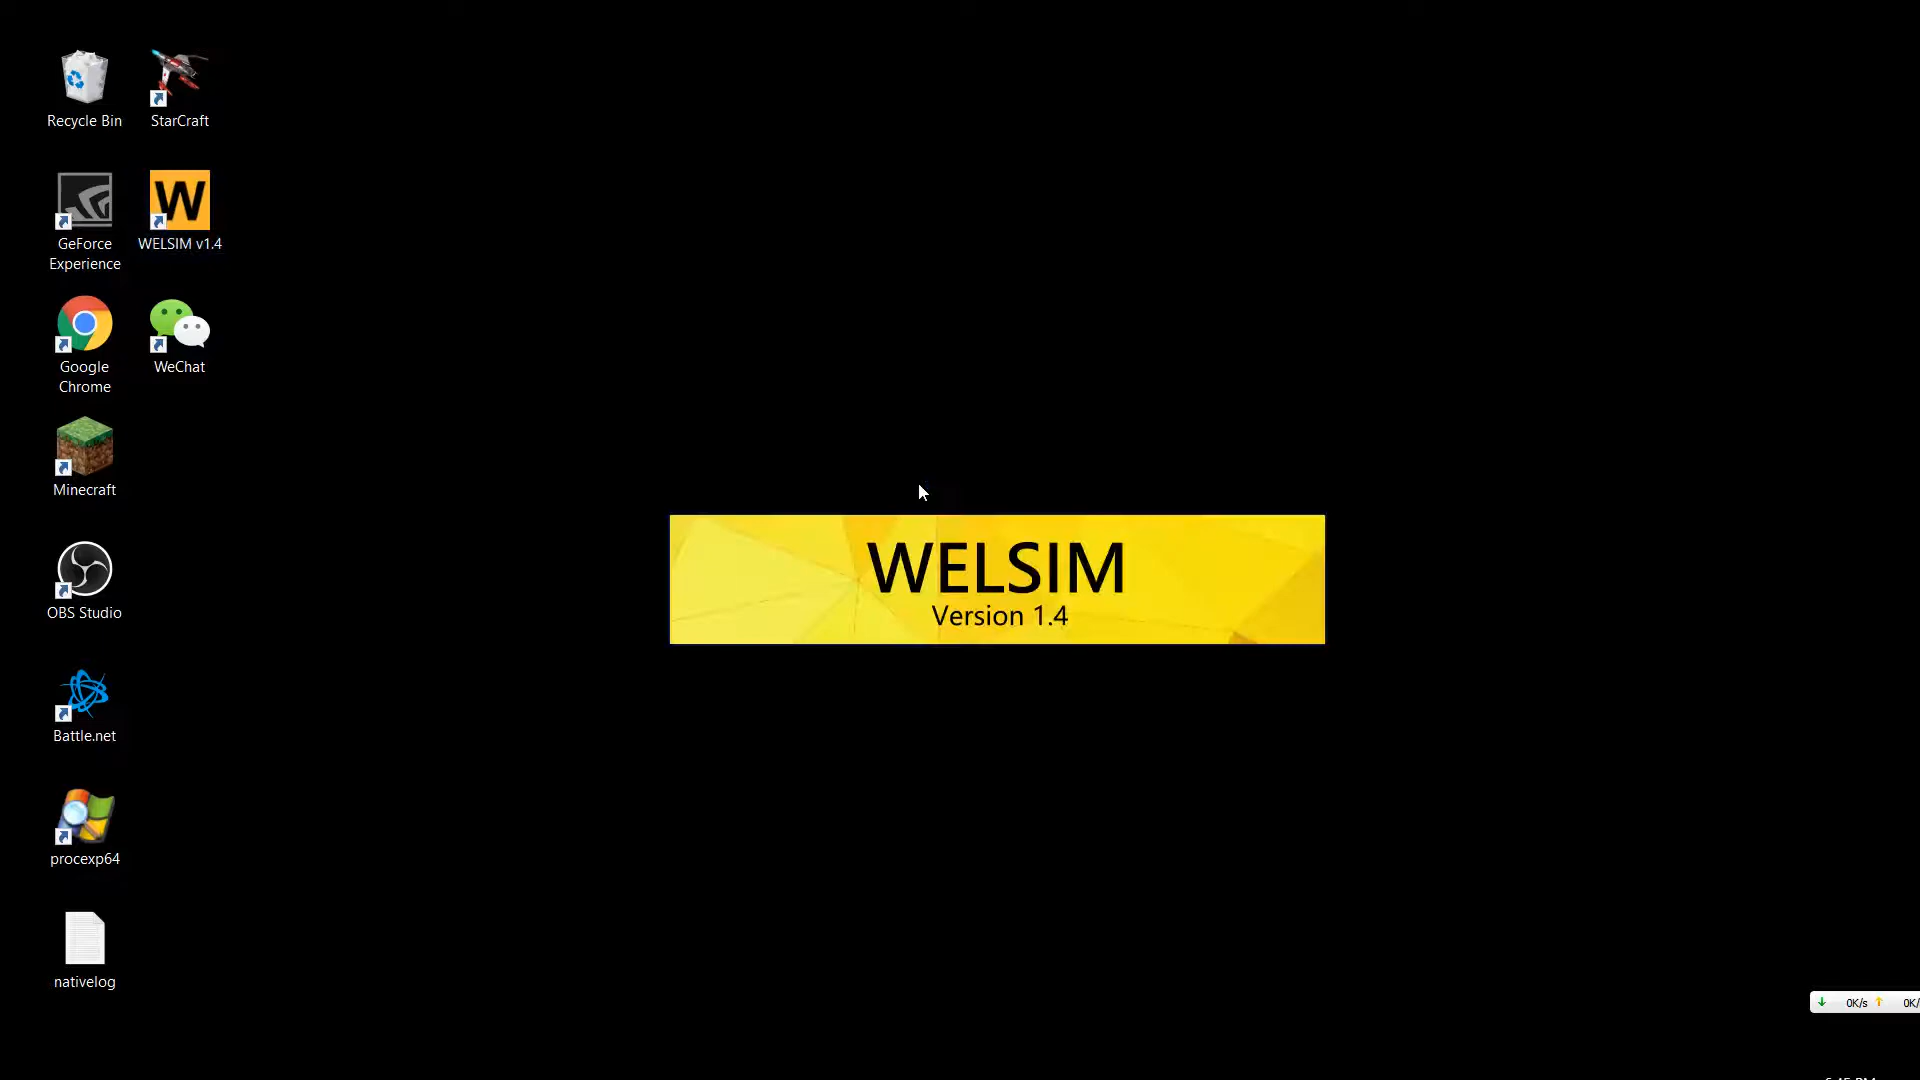 Recycle Bin
StarCraft
GeForce
Experience
W
WELSIM v1.4
Google
Chrome
WeChat
Minecraft
OBS Studio
Battle.net
procexp64
nativelog
WELSIM
Version 1.4
0K/s
0K/